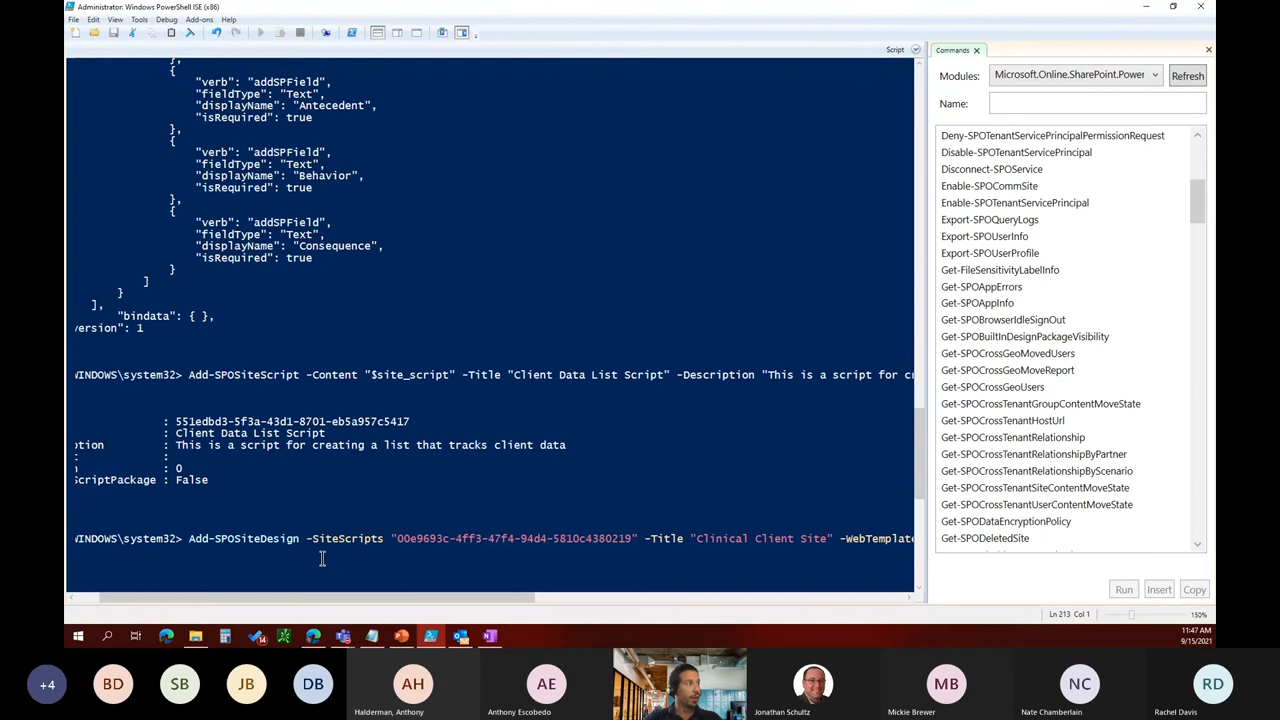 Administrator: Windows PowerShell ISE (x86)
File Edit View Tools Debug Add-ons Help
Script
},
{
"verb": "addSPField",
"fieldType": "Text",
"displayName": "Antecedent",
"isRequired": true
},
{
"verb": "addSPField",
"fieldType": "Text",
"displayName": "Behavior",
"isRequired": true
},
{
"verb": "addSPField",
"fieldType": "Text",
"displayName": "Consequence",
"isRequired": true
}
]
}
],
"bindata": { },
version": 1
WINDOWS\system32> Add-SPOSiteScript -Content "$site_script" -Title "Client Data List Script" -Description "This is a script for cr
: 551edbd3-5f3a-43d1-8701-eb5a957c5417
: Client Data List Script
ption : This is a script for creating a list that tracks client data
:
n : 0
ScriptPackage : False
WINDOWS\system32> Add-SPOSiteDesign -SiteScripts "00e9693c-4ff3-47f4-94d4-5810c4380219" -Title "Clinical Client Site" -WebTemplate
Commands
Modules: Microsoft.Online.SharePoint.Power Refresh
Name:
Deny-SPOTenantServicePrincipalPermissionRequest
Disable-SPOTenantServicePrincipal
Disconnect-SPOService
Enable-SPOCommSite
Enable-SPOTenantServicePrincipal
Export-SPOQueryLogs
Export-SPOUserInfo
Export-SPOUserProfile
Get-FileSensitivityLabelInfo
Get-SPOAppErrors
Get-SPOAppInfo
Get-SPOBrowserIdleSignOut
Get-SPOBuiltInDesignPackageVisibility
Get-SPOCrossGeoMovedUsers
Get-SPOCrossGeoMoveReport
Get-SPOCrossGeoUsers
Get-SPOCrossTenantGroupContentMoveState
Get-SPOCrossTenantHostUrl
Get-SPOCrossTenantRelationship
Get-SPOCrossTenantRelationshipByPartner
Get-SPOCrossTenantRelationshipByScenario
Get-SPOCrossTenantSiteContentMoveState
Get-SPOCrossTenantUserContentMoveState
Get-SPODataEncryptionPolicy
Get-SPODeletedSite
Run Insert Copy
Ln 213 Col 1 150%
14
11:47 AM
9/15/2021
+4 BD SB JB DB AH AE MB NC RD
Halderman, Anthony Anthony Escobedo Jonathan Schultz Mickie Brewer Nate Chamberlain Rachel Davis